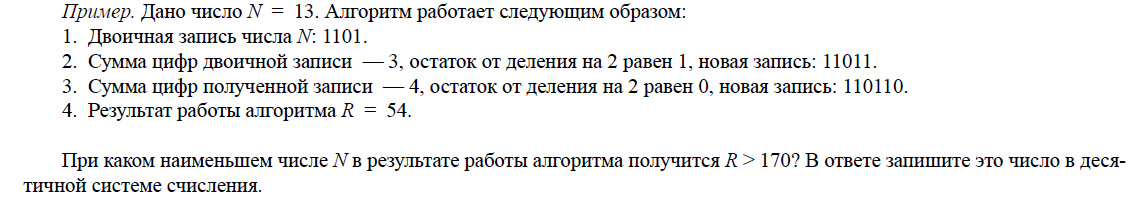 Пример. Дано число N = 13. Алгоритм работает следующим образом:
1. Двоичная запись числа N: 1101.
2. Сумма цифр двоичной записи — 3, остаток от деления на 2 равен 1, новая запись: 11011.
3. Сумма цифр полученной записи — 4, остаток от деления на 2 равен 0, новая запись: 110110.
4. Результат работы алгоритма R = 54.
При каком наименьшем числе N в результате работы алгоритма получится R > 170? В ответе запишите это число в деся-
тичной системе счисления.